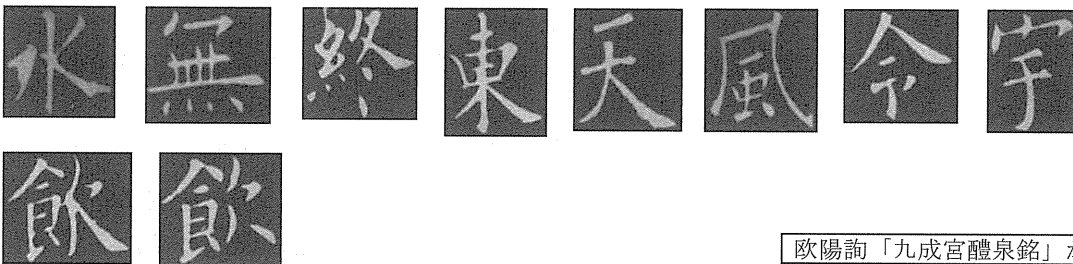 水 無 終 東 天 風 令 宇
飲 飲
欧陽詢「九成宮醴泉銘」